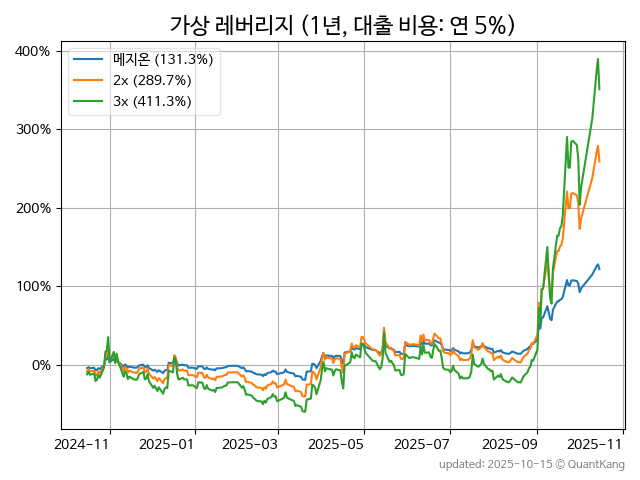 가상 레버리지 (1년, 대출 비용: 연 5%)
메지온 (131.3%)
2x (289.7%)
3x (411.3%)
400%
300%
200%
100%
0%
2024-11 2025-01 2025-03 2025-05 2025-07 2025-09 2025-11
updated: 2025-10-15 © QuantKang